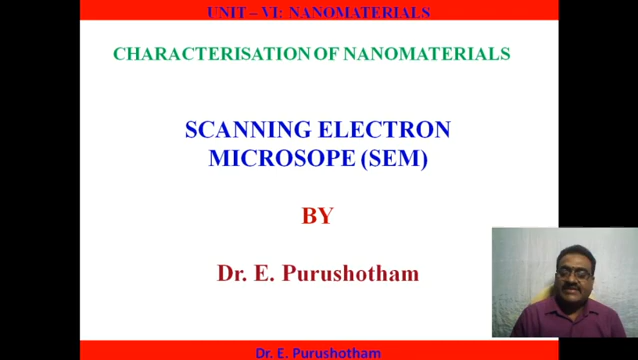 UNIT – VI: NANOMATERIALS
CHARACTERISATION OF NANOMATERIALS
SCANNING ELECTRON
MICROSOPE (SEM)
BY
Dr. E. Purushotham
Dr. E. Purushotham